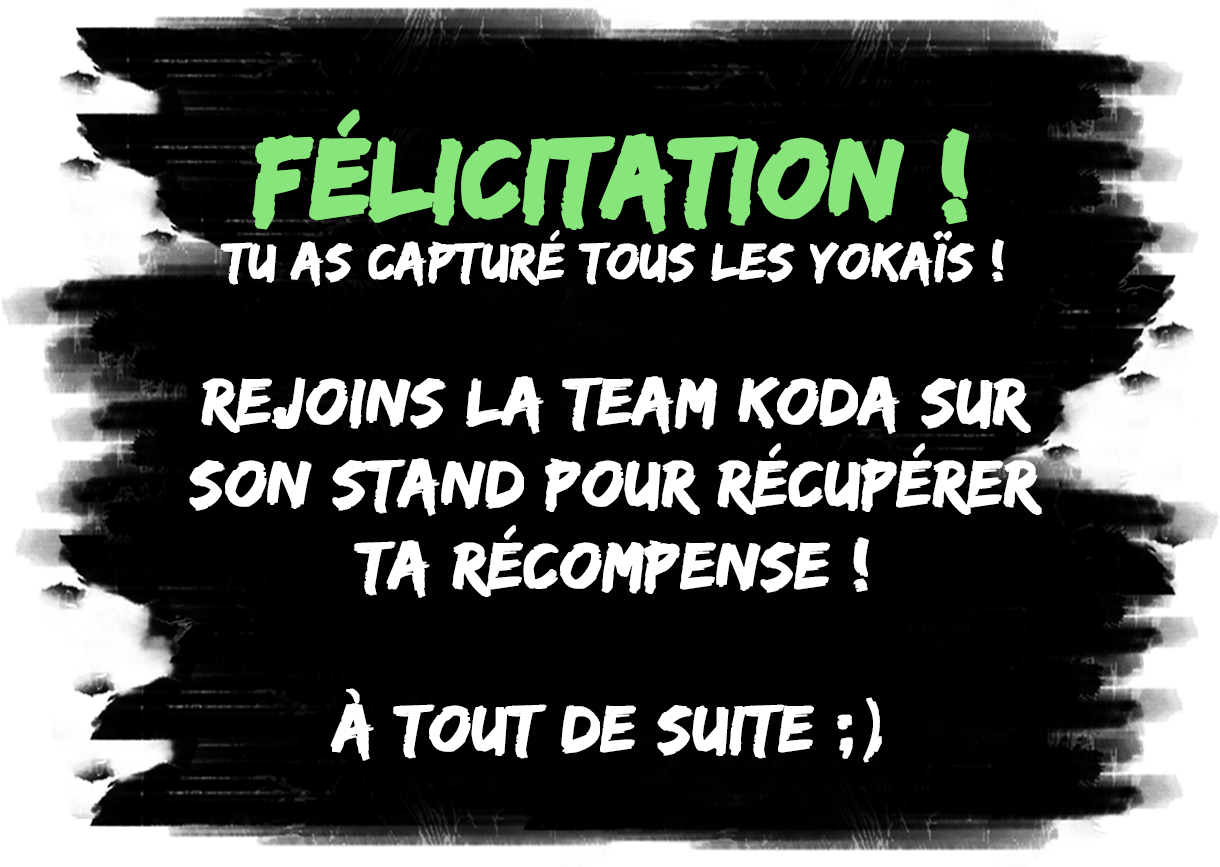 FÉLICITATION !
TU AS CAPTURÉ TOUS LES YOKAÏS !
REJOINS LA TEAM KODA SUR
SON STAND POUR RÉCUPÉRER
TA RÉCOMPENSE !
À TOUT DE SUITE ;)